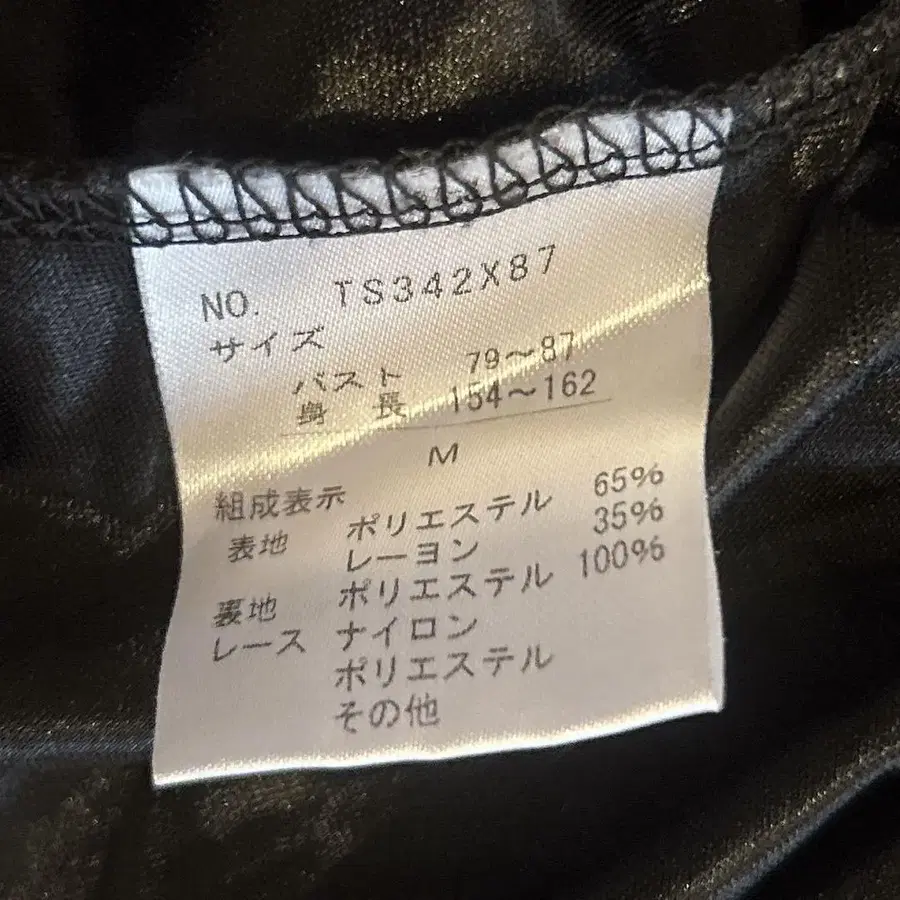 NO. TS342X87
サイズ
バスト 79～87
身長 154～162
M
組成表示
表地 ポリエステル 65%
レーヨン 35%
裏地 ポリエステル 100%
レース ナイロン
ポリエステル
その他